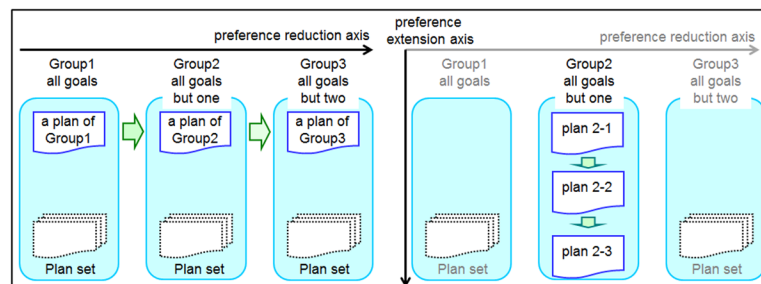 preference reduction axis
Group1
all goals
Group2
all goals
but one
Group3
all goals
but two
a plan of
Group1
a plan of
Group2
a plan of
Group3
Plan set
Plan set
Plan set
preference
extension axis
preference reduction axis
Group1
all goals
Group2
all goals
but one
Group3
all goals
but two
plan 2-1
plan 2-2
plan 2-3
Plan set
Plan set